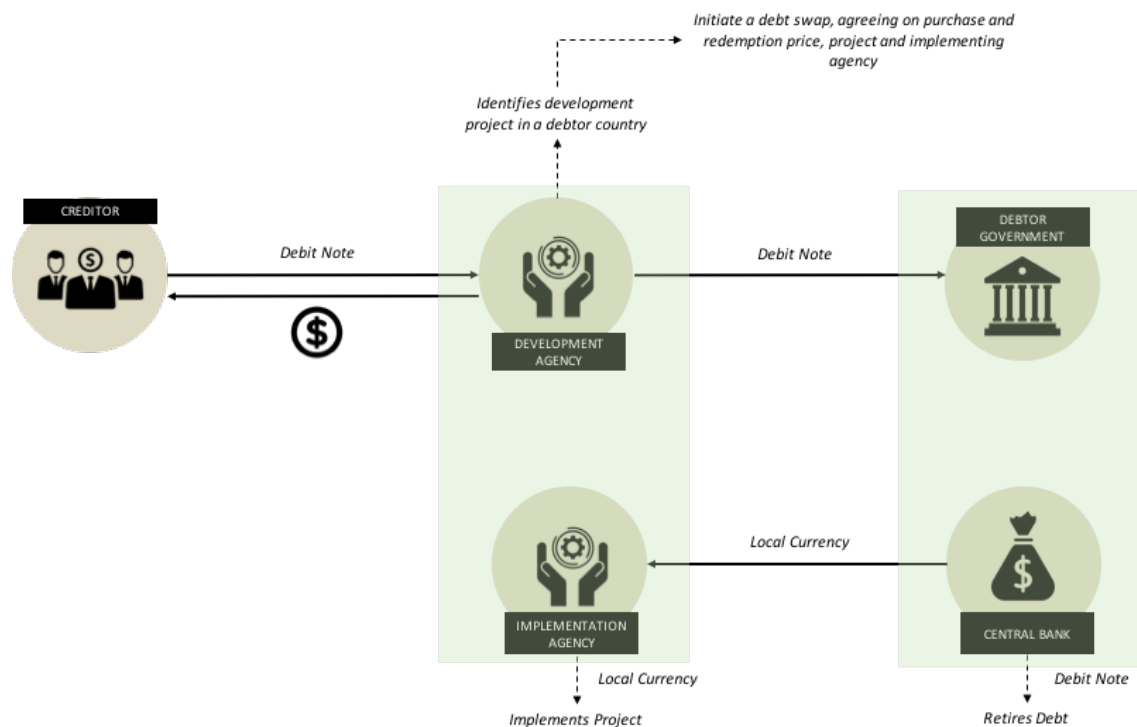 Initiate a debt swap, agreeing on purchase and
redemption price, project and implementing
agency
Identifies development
project in a debtor country
CREDITOR
$
Debit Note
$
DEVELOPMENT
AGENCY
Debit Note
DEBTOR
GOVERNMENT
Local Currency
IMPLEMENTATION
AGENCY
$
CENTRAL BANK
Local Currency
Implements Project
Debit Note
Retires Debt